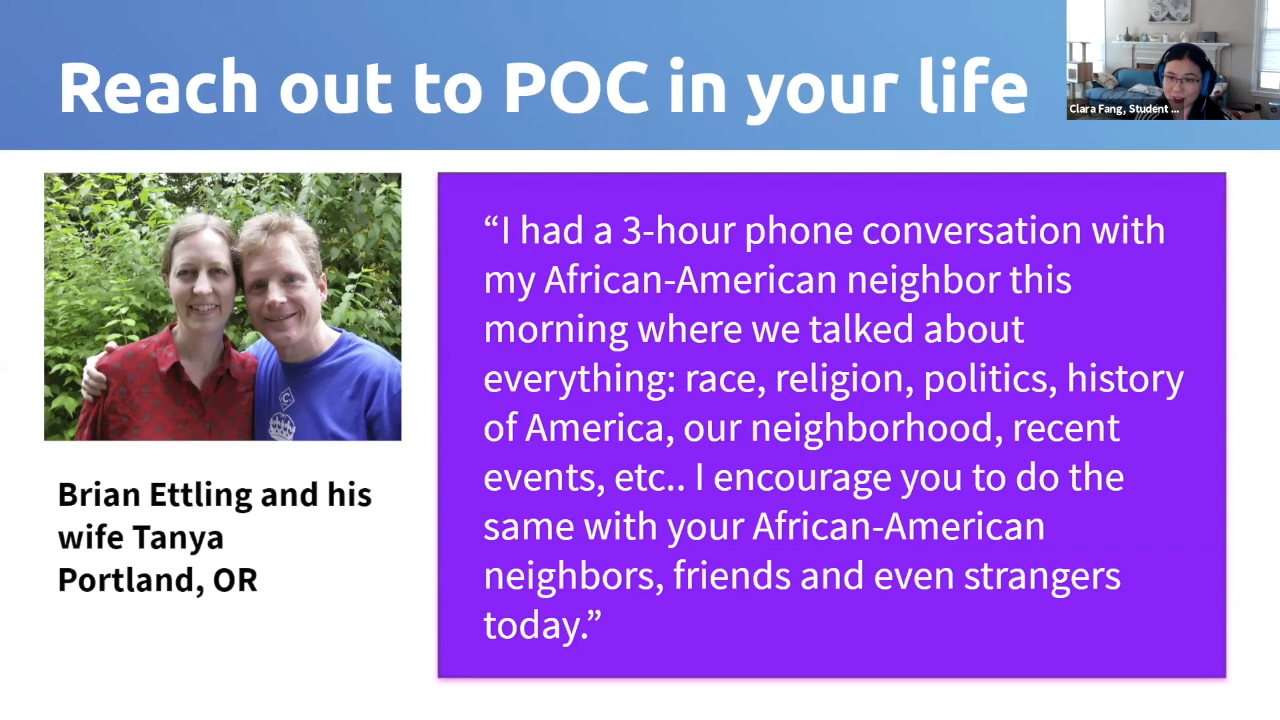 Reach out to POC in your life
Clara Fang, Student ...
“I had a 3-hour phone conversation with
my African-American neighbor this
morning where we talked about
everything: race, religion, politics, history
of America, our neighborhood, recent
events, etc.. I encourage you to do the
same with your African-American
neighbors, friends and even strangers
today.”
Brian Ettling and his
wife Tanya
Portland, OR
C